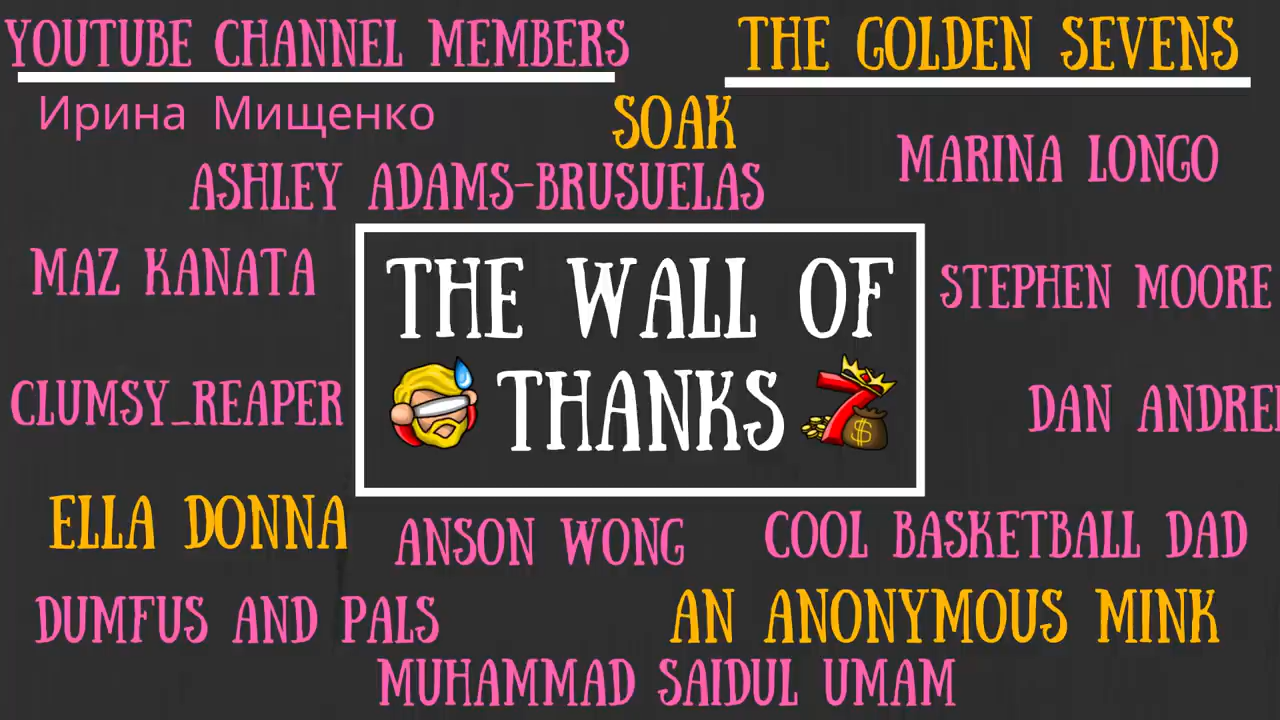 YOUTUBE CHANNEL MEMBERS
THE GOLDEN SEVENS
Ирина Мищенко
SOAK
MARINA LONGO
ASHLEY ADAMS-BRUSUELAS
MAZ KANATA
STEPHEN MOORE
THE WALL OF
THANKS
CLUMSY_REAPER
DAN
ELLA DONNA
ANSON WONG
COOL BASKETBALL DAD
DUMFUS AND PALS
AN ANONYMOUS MINK
MUHAMMAD SAIDUL UMAM